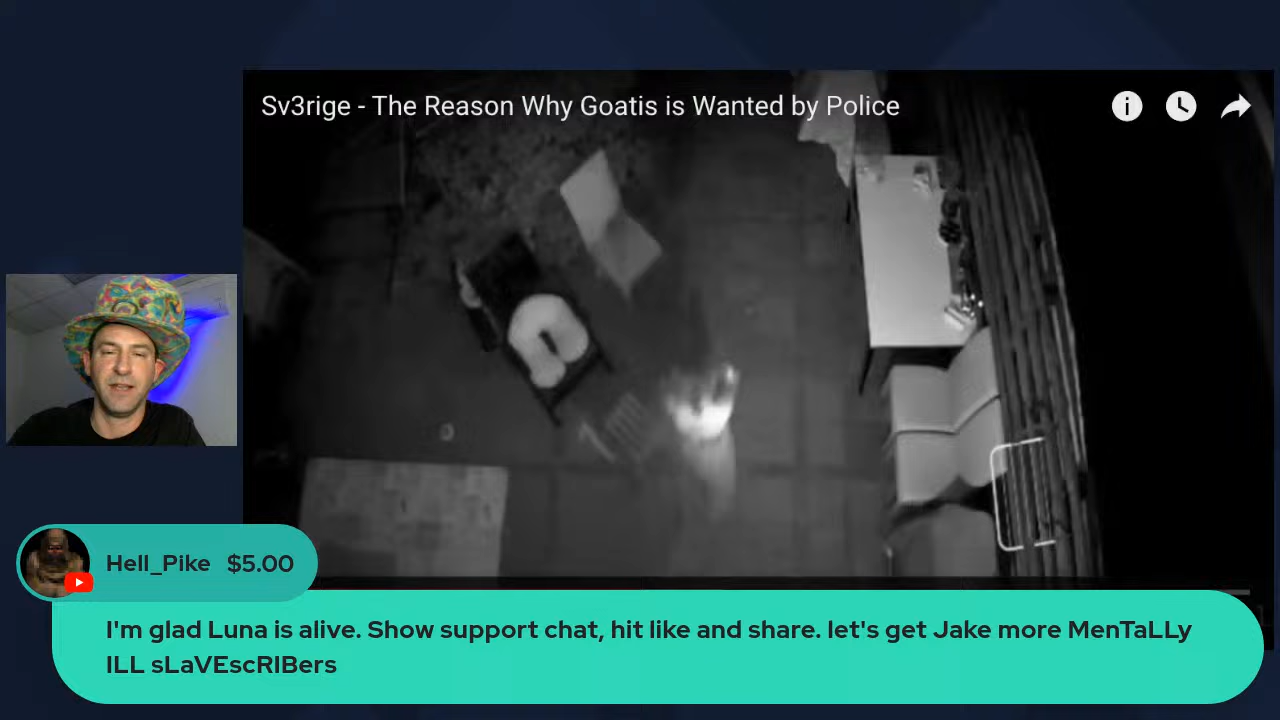 Sv3rige - The Reason Why Goatis is Wanted by Police
Hell_Pike $5.00
I'm glad Luna is alive. Show support chat, hit like and share. let's get Jake more MenTaLLy
ILL sLaVEscRIBers